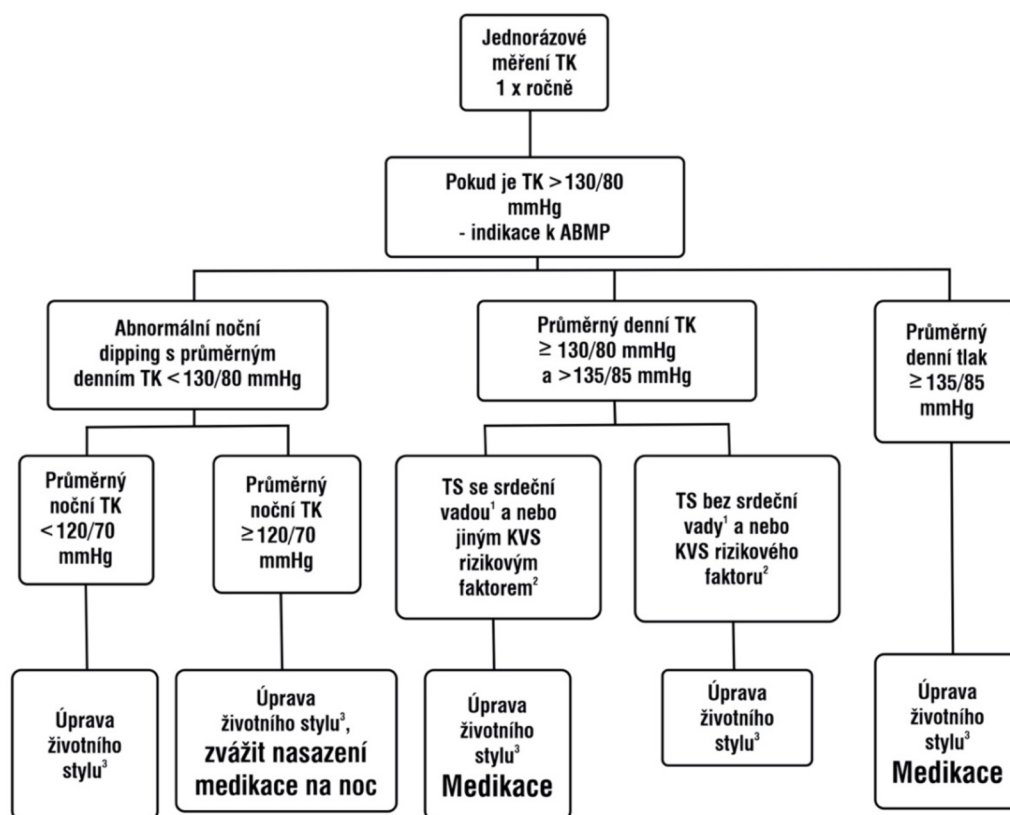 Jednorázové
měření TK
1 x ročně
Pokud je TK > 130/80
mmHg
- indikace k ABMP
Abnormální noční
dipping s průměrným
denním TK < 130/80 mmHg
Průměrný denní TK
≥ 130/80 mmHg
a >135/85 mmHg
Průměrný
denní tlak
≥ 135/85
mmHg
Průměrný
noční TK
<120/70
mmHg
Průměrný
noční TK
≥120/70
mmHg
TS se srdeční
vadou¹ a nebo
jiným KVS
rizikovým
faktorem²
TS bez srdeční
vady¹ a nebo
KVS rizikového
faktoru²
Úprava
životního
stylu³
Úprava
životního stylu³,
zvážit nasazení
medikace na noc
Úprava
životního
stylu³
Medikace
Úprava
životního
stylu³
Úprava
životního
stylu³
Medikace